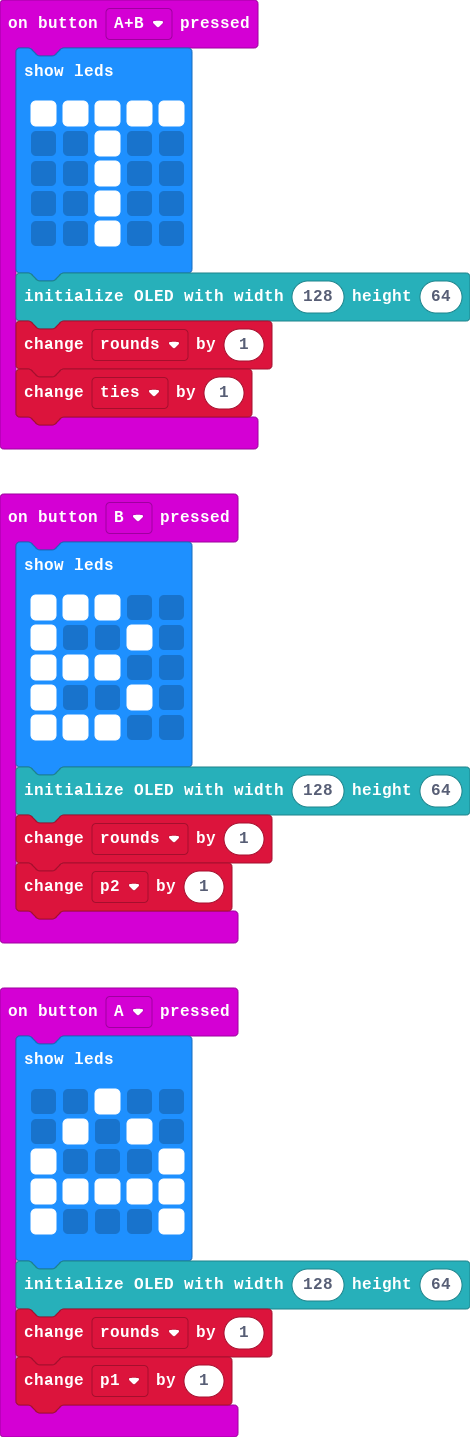 on button A+B pressed
show leds
initialize OLED with width 128 height 64
change rounds by 1
change ties by 1
on button B pressed
show leds
initialize OLED with width 128 height 64
change rounds by 1
change p2 by 1
on button A pressed
show leds
initialize OLED with width 128 height 64
change rounds by 1
change p1 by 1